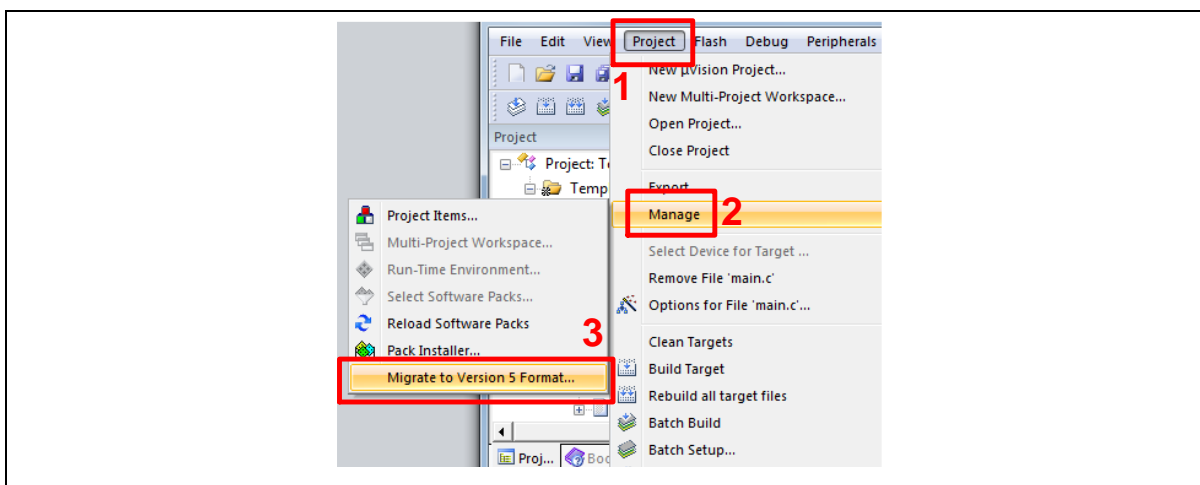 File Edit View Project Flash Debug Peripherals
1
New µVision Project...
New Multi-Project Workspace...
Open Project...
Close Project
Export
Manage 2
Select Device for Target ...
Remove File 'main.c'
Options for File 'main.c'...
Clean Targets
Build Target
Rebuild all target files
Batch Build
Batch Setup...
Project
Project:
Project Items...
Multi-Project Workspace...
Run-Time Environment...
Select Software Packs...
Reload Software Packs
3
Pack Installer...
Migrate to Version 5 Format...
Proj...